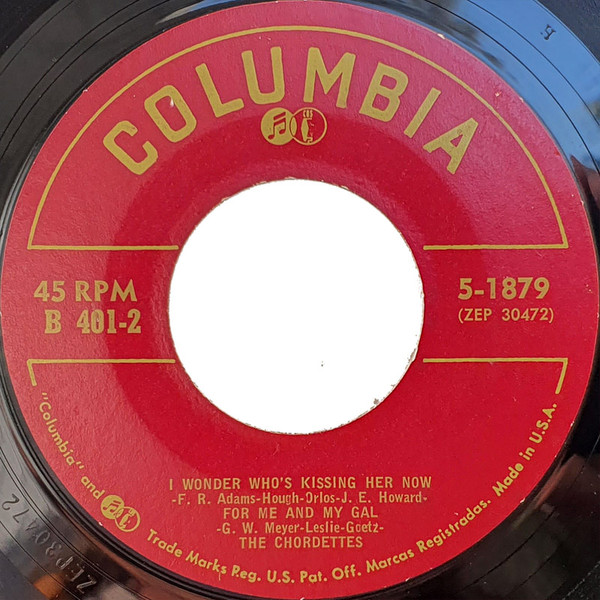 COLUMBIA
45 RPM
B 401-2
5-1879
(ZEP 30472)
I WONDER WHO'S KISSING HER NOW
-F. R. Adams-Hough-Orlos-J. E. Howard-
FOR ME AND MY GAL
-G. W. Meyer-Leslie-Goetz-
THE CHORDETTES
"Columbia" and Trade Marks Reg. U.S. Pat. Off. Marcas Registradas. Made in U.S.A.
ZEP30472